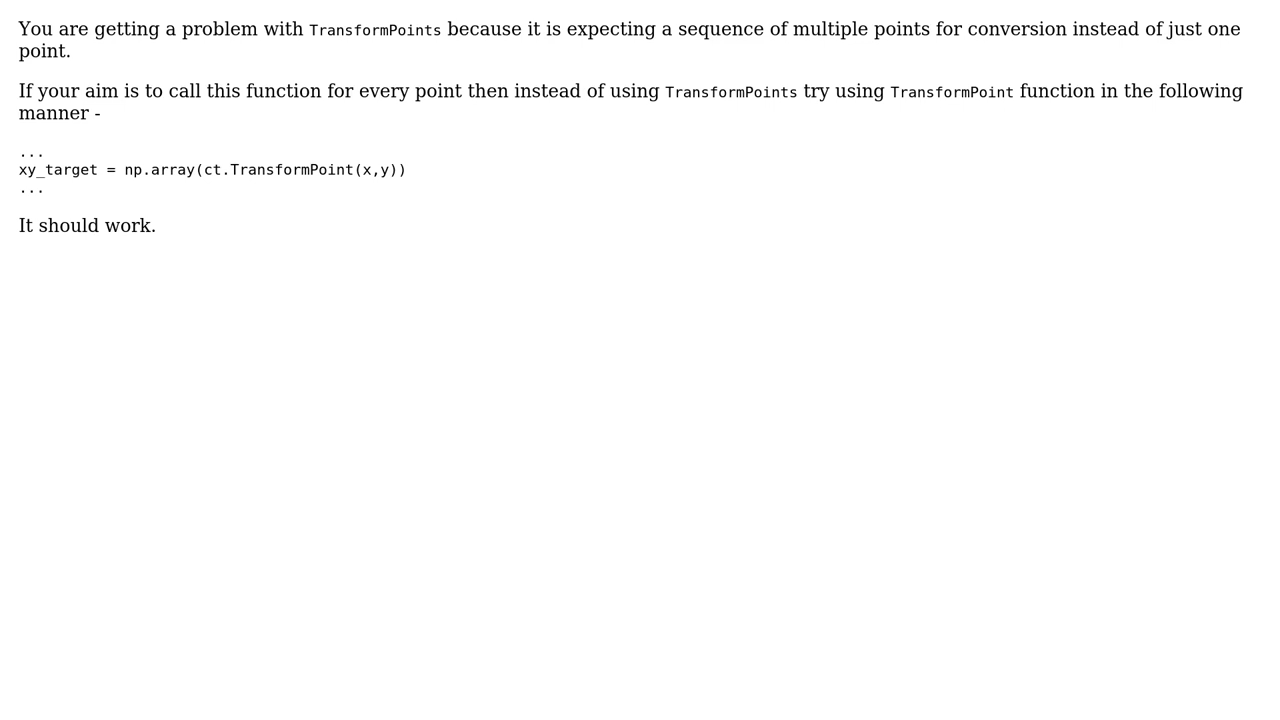 You are getting a problem with TransformPoints because it is expecting a sequence of multiple points for conversion instead of just one
point.
If your aim is to call this function for every point then instead of using TransformPoints try using TransformPoint function in the following
manner -
...
xy_target = np.array(ct.TransformPoint(x,y))
...
It should work.